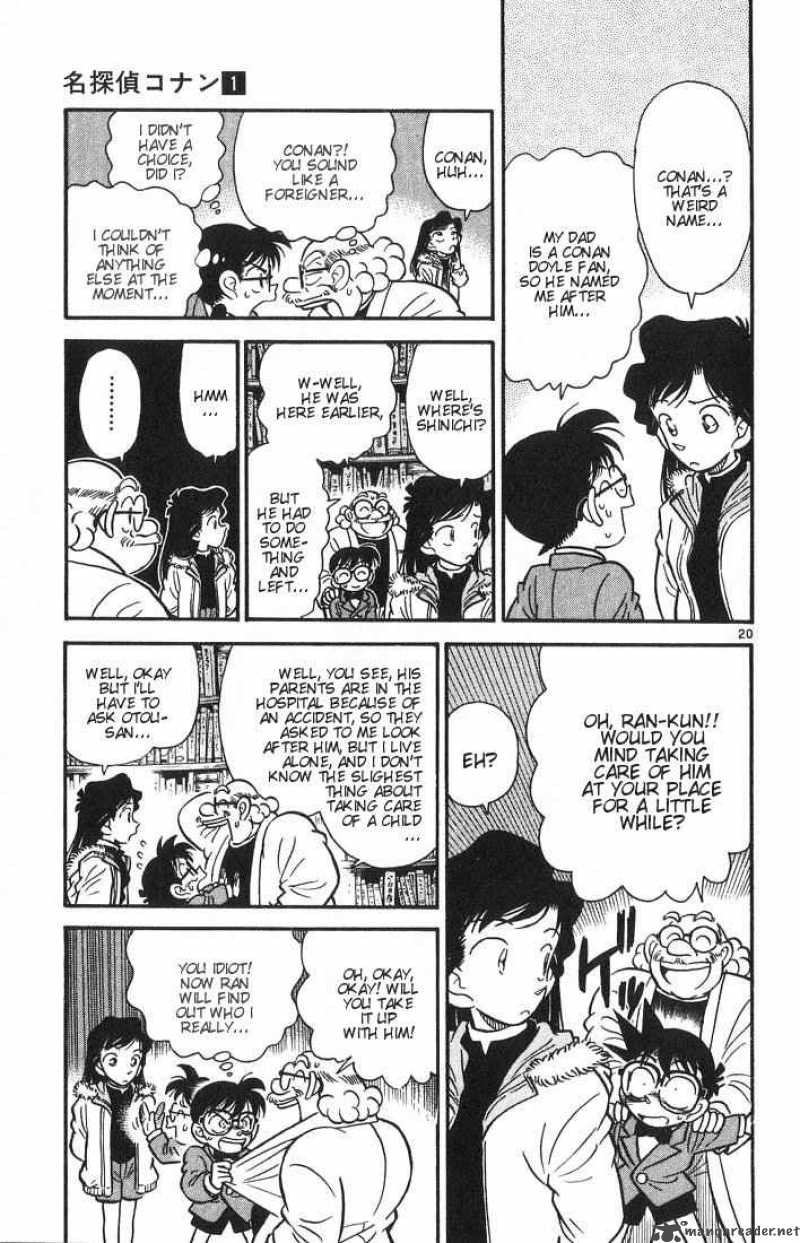 名探偵コナン1
CONAN...?
THAT'S A
WEIRD
NAME...
MY DAD
IS A CONAN
DOYLE FAN,
SO HE NAMED
ME AFTER
HIM...
CONAN,
HUH...
CONAN?!
YOU SOUND
LIKE A
FOREIGNER...
I DIDN'T
HAVE A
CHOICE,
DID I?
I COULDN'T
THINK OF
ANYTHING
ELSE AT THE
MOMENT...
WELL,
WHERE'S
SHINICHI?
W-WELL,
HE WAS
HERE EARLIER,
BUT
HE HAD
TO DO
SOME-
THING
AND
LEFT...
HMM
...
.........
20
OH, RAN-KUN!!
WOULD YOU
MIND TAKING
CARE OF HIM
AT YOUR PLACE
FOR A LITTLE
WHILE?
EH?
ゲッ
WELL, YOU SEE, HIS
PARENTS ARE IN THE
HOSPITAL BECAUSE OF
AN ACCIDENT, SO THEY
ASKED TO ME LOOK
AFTER HIM, BUT I LIVE
ALONE, AND I DON'T
KNOW THE SLIGHEST
THING ABOUT
TAKING CARE
OF A CHILD
...
WELL, OKAY
BUT I'LL
HAVE TO
ASK OTOU-
SAN...
OH, OKAY,
OKAY! WILL
YOU TAKE
IT UP
WITH HIM!
YOU IDIOT!
NOW RAN
WILL FIND
OUT WHO I
REALLY...
mangareader.net